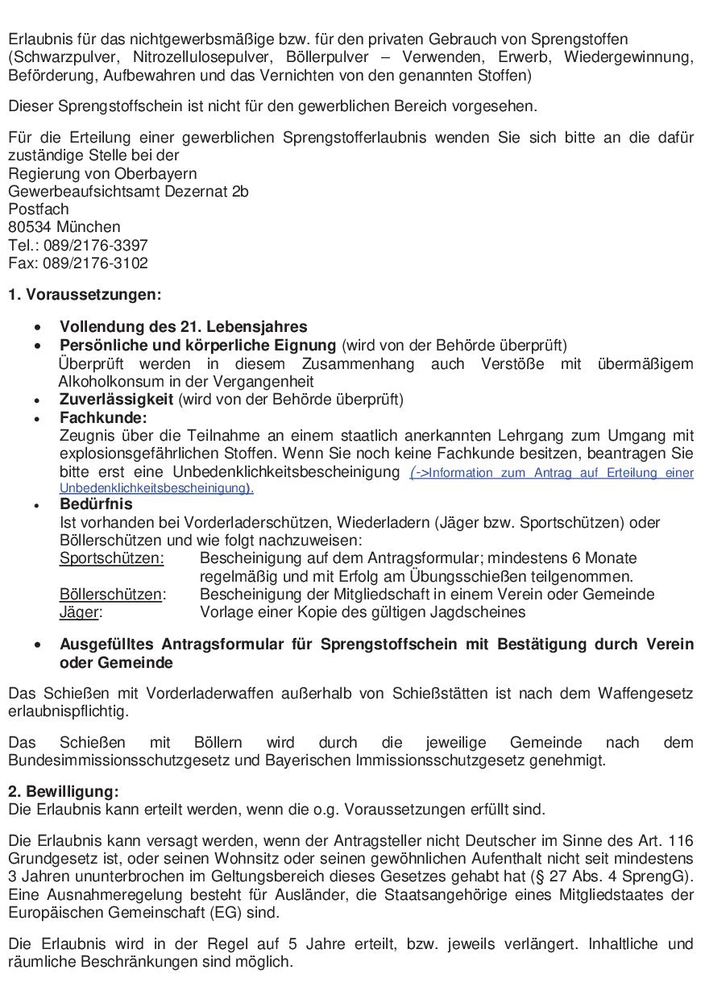 Erlaubnis für das nichtgewerbsmäßige bzw. für den privaten Gebrauch von Sprengstoffen
(Schwarzpulver, Nitrozellulosepulver, Böllerpulver – Verwenden, Erwerb, Wiedergewinnung,
Beförderung, Aufbewahren und das Vernichten von den genannten Stoffen)
Dieser Sprengstoffschein ist nicht für den gewerblichen Bereich vorgesehen.
Für die Erteilung einer gewerblichen Sprengstofferlaubnis wenden Sie sich bitte an die dafür
zuständige Stelle bei der
Regierung von Oberbayern
Gewerbeaufsichtsamt Dezernat 2b
Postfach
80534 München
Tel.: 089/2176-3397
Fax: 089/2176-3102
1. Voraussetzungen:
• Vollendung des 21. Lebensjahres
• Persönliche und körperliche Eignung (wird von der Behörde überprüft)
Überprüft werden in diesem Zusammenhang auch Verstöße mit übermäßigem
Alkoholkonsum in der Vergangenheit
• Zuverlässigkeit (wird von der Behörde überprüft)
• Fachkunde:
Zeugnis über die Teilnahme an einem staatlich anerkannten Lehrgang zum Umgang mit
explosionsgefährlichen Stoffen. Wenn Sie noch keine Fachkunde besitzen, beantragen Sie
bitte erst eine Unbedenklichkeitsbescheinigung (->Information zum Antrag auf Erteilung einer
Unbedenklichkeitsbescheinigung).
• Bedürfnis
Ist vorhanden bei Vorderladerschützen, Wiederladern (Jäger bzw. Sportschützen) oder
Böllerschützen und wie folgt nachzuweisen:
Sportschützen: Bescheinigung auf dem Antragsformular; mindestens 6 Monate
regelmäßig und mit Erfolg am Übungsschießen teilgenommen.
Böllerschützen: Bescheinigung der Mitgliedschaft in einem Verein oder Gemeinde
Jäger: Vorlage einer Kopie des gültigen Jagdscheines
• Ausgefülltes Antragsformular für Sprengstoffschein mit Bestätigung durch Verein
oder Gemeinde
Das Schießen mit Vorderladerwaffen außerhalb von Schießstätten ist nach dem Waffengesetz
erlaubnispflichtig.
Das Schießen mit Böllern wird durch die jeweilige Gemeinde nach dem
Bundesimmissionsschutzgesetz und Bayerischen Immissionsschutzgesetz genehmigt.
2. Bewilligung:
Die Erlaubnis kann erteilt werden, wenn die o.g. Voraussetzungen erfüllt sind.
Die Erlaubnis kann versagt werden, wenn der Antragsteller nicht Deutscher im Sinne des Art. 116
Grundgesetz ist, oder seinen Wohnsitz oder seinen gewöhnlichen Aufenthalt nicht seit mindestens
3 Jahren ununterbrochen im Geltungsbereich dieses Gesetzes gehabt hat (§ 27 Abs. 4 SprengG).
Eine Ausnahmeregelung besteht für Ausländer, die Staatsangehörige eines Mitgliedstaates der
Europäischen Gemeinschaft (EG) sind.
Die Erlaubnis wird in der Regel auf 5 Jahre erteilt, bzw. jeweils verlängert. Inhaltliche und
räumliche Beschränkungen sind möglich.